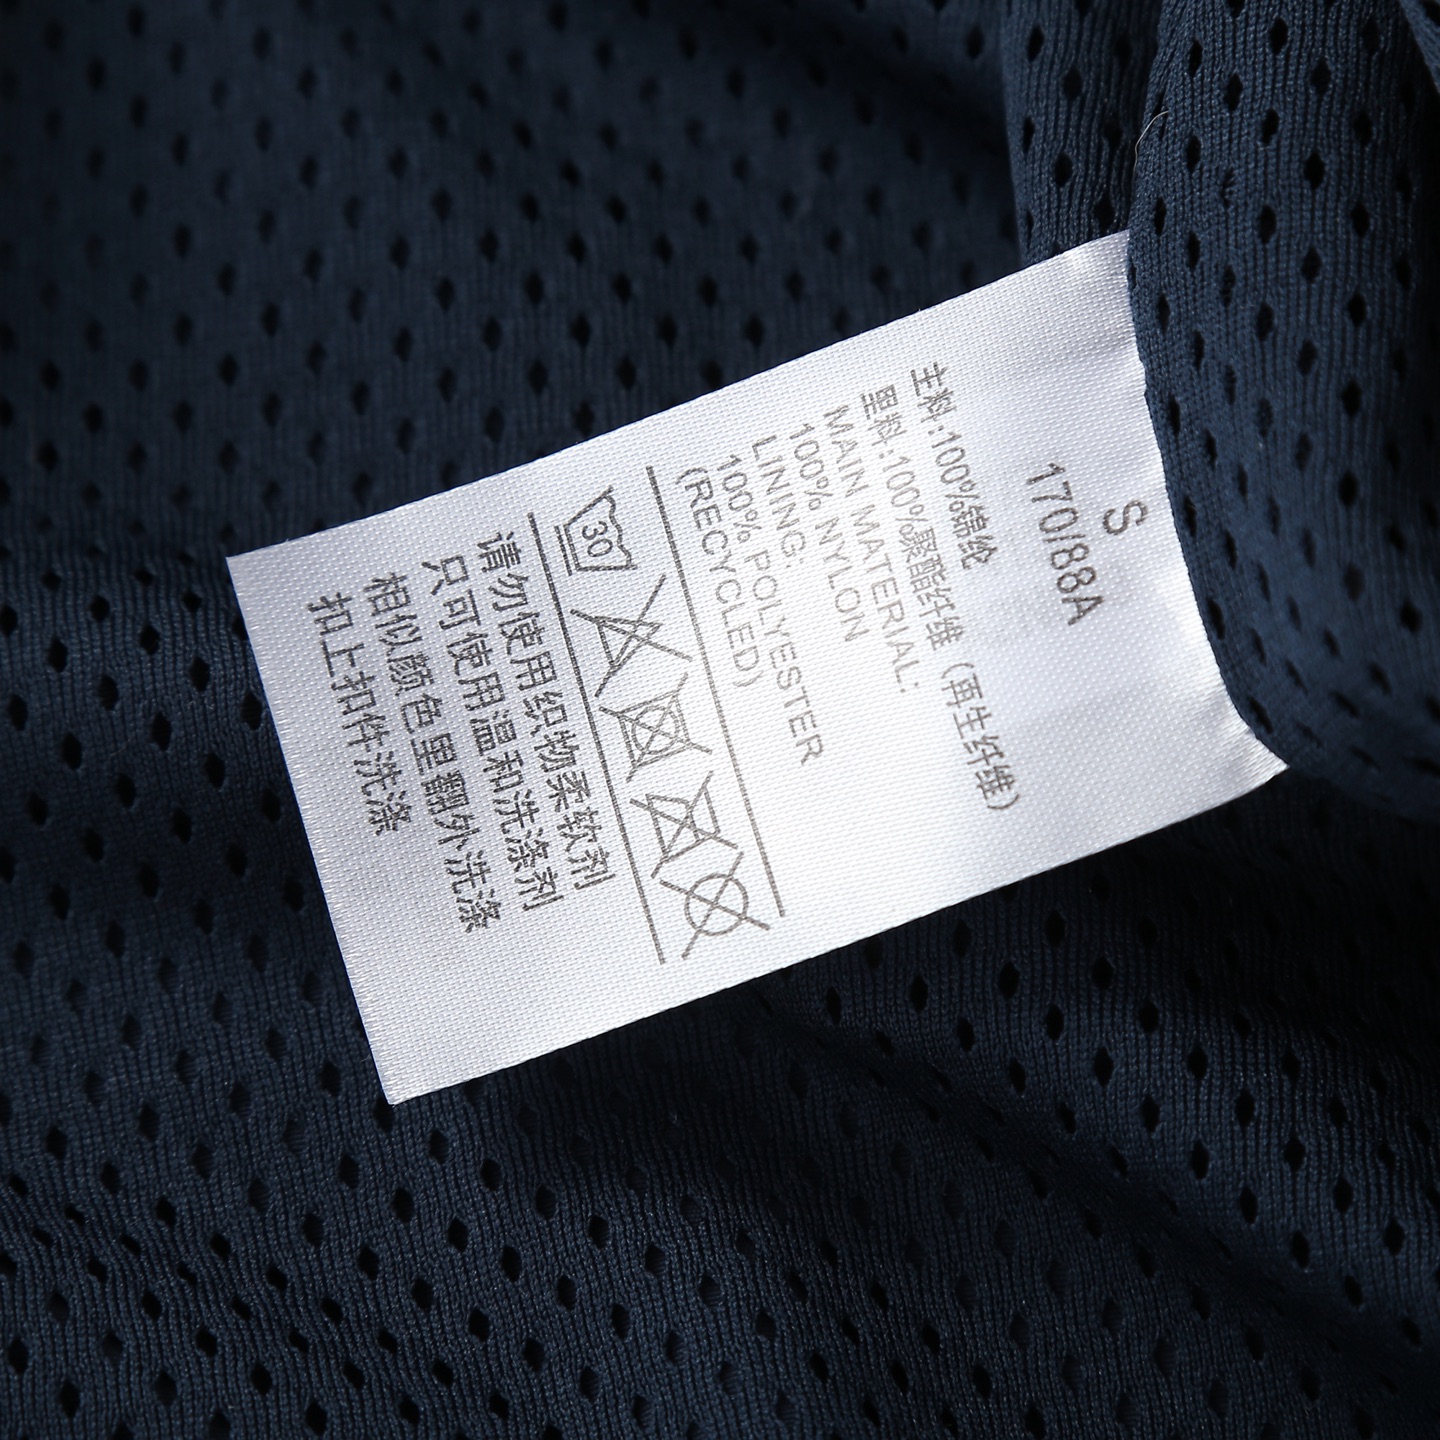 S
170/88A
主料:100%锦纶
里料:100%聚酯纤维（再生纤维）
MAIN MATERIAL:
100% NYLON
LINING:
100% POLYESTER
(RECYCLED)
30
请勿使用织物柔软剂
只可使用温和洗涤剂
相似颜色里翻外洗涤
扣上扣件洗涤